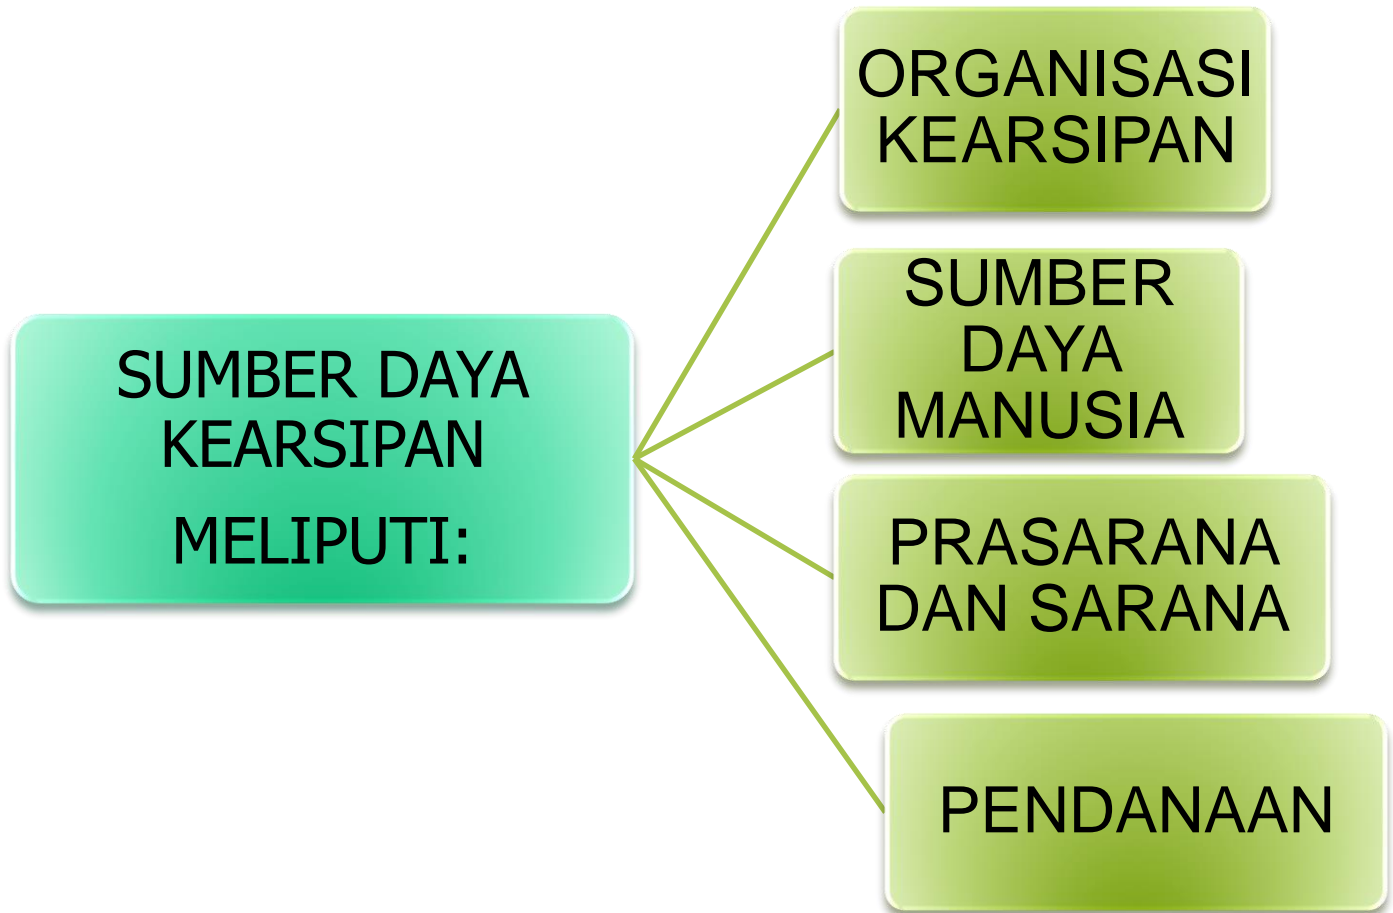 SUMBER DAYA
KEARSIPAN
MELIPUTI:
ORGANISASI
KEARSIPAN
SUMBER
DAYA
MANUSIA
PRASARANA
DAN SARANA
PENDANAAN